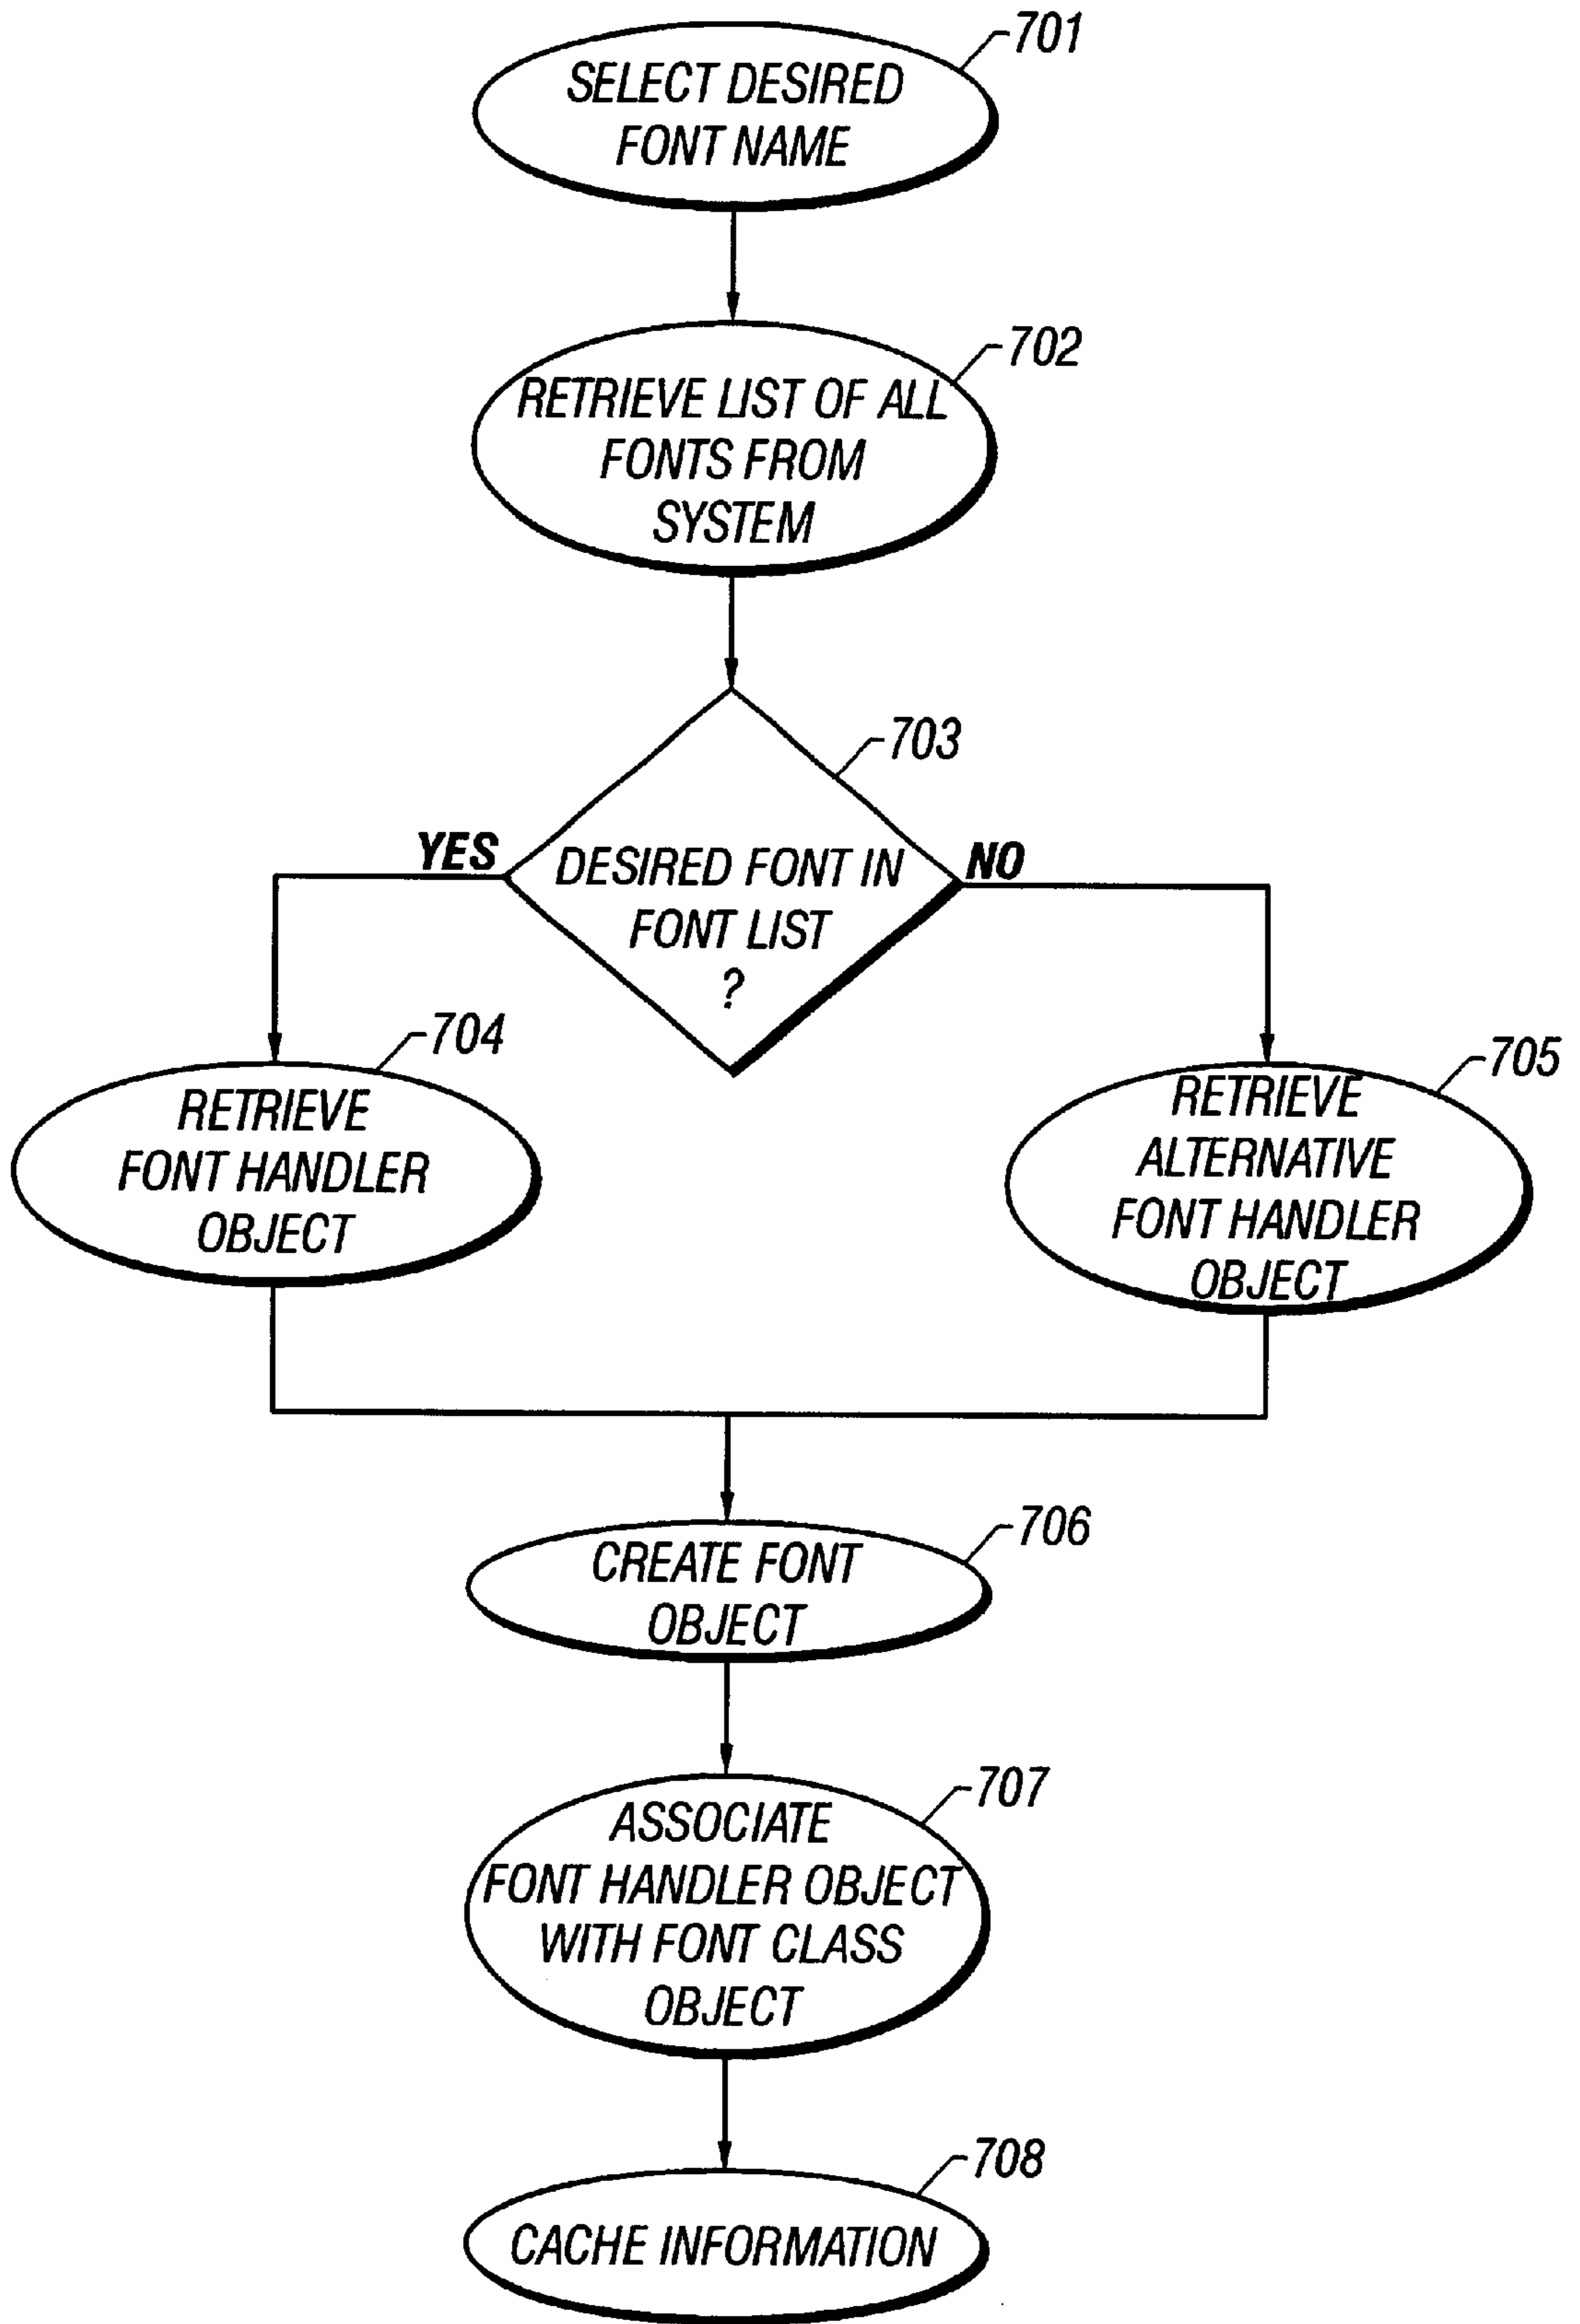 701
SELECT DESIRED
FONT NAME
702
RETRIEVE LIST OF ALL
FONTS FROM
SYSTEM
703
YES
DESIRED FONT IN
FONT LIST
?
NO
704
RETRIEVE
FONT HANDLER
OBJECT
705
RETRIEVE
ALTERNATIVE
FONT HANDLER
OBJECT
706
CREATE FONT
OBJECT
707
ASSOCIATE
FONT HANDLER OBJECT
WITH FONT CLASS
OBJECT
708
CACHE INFORMATION